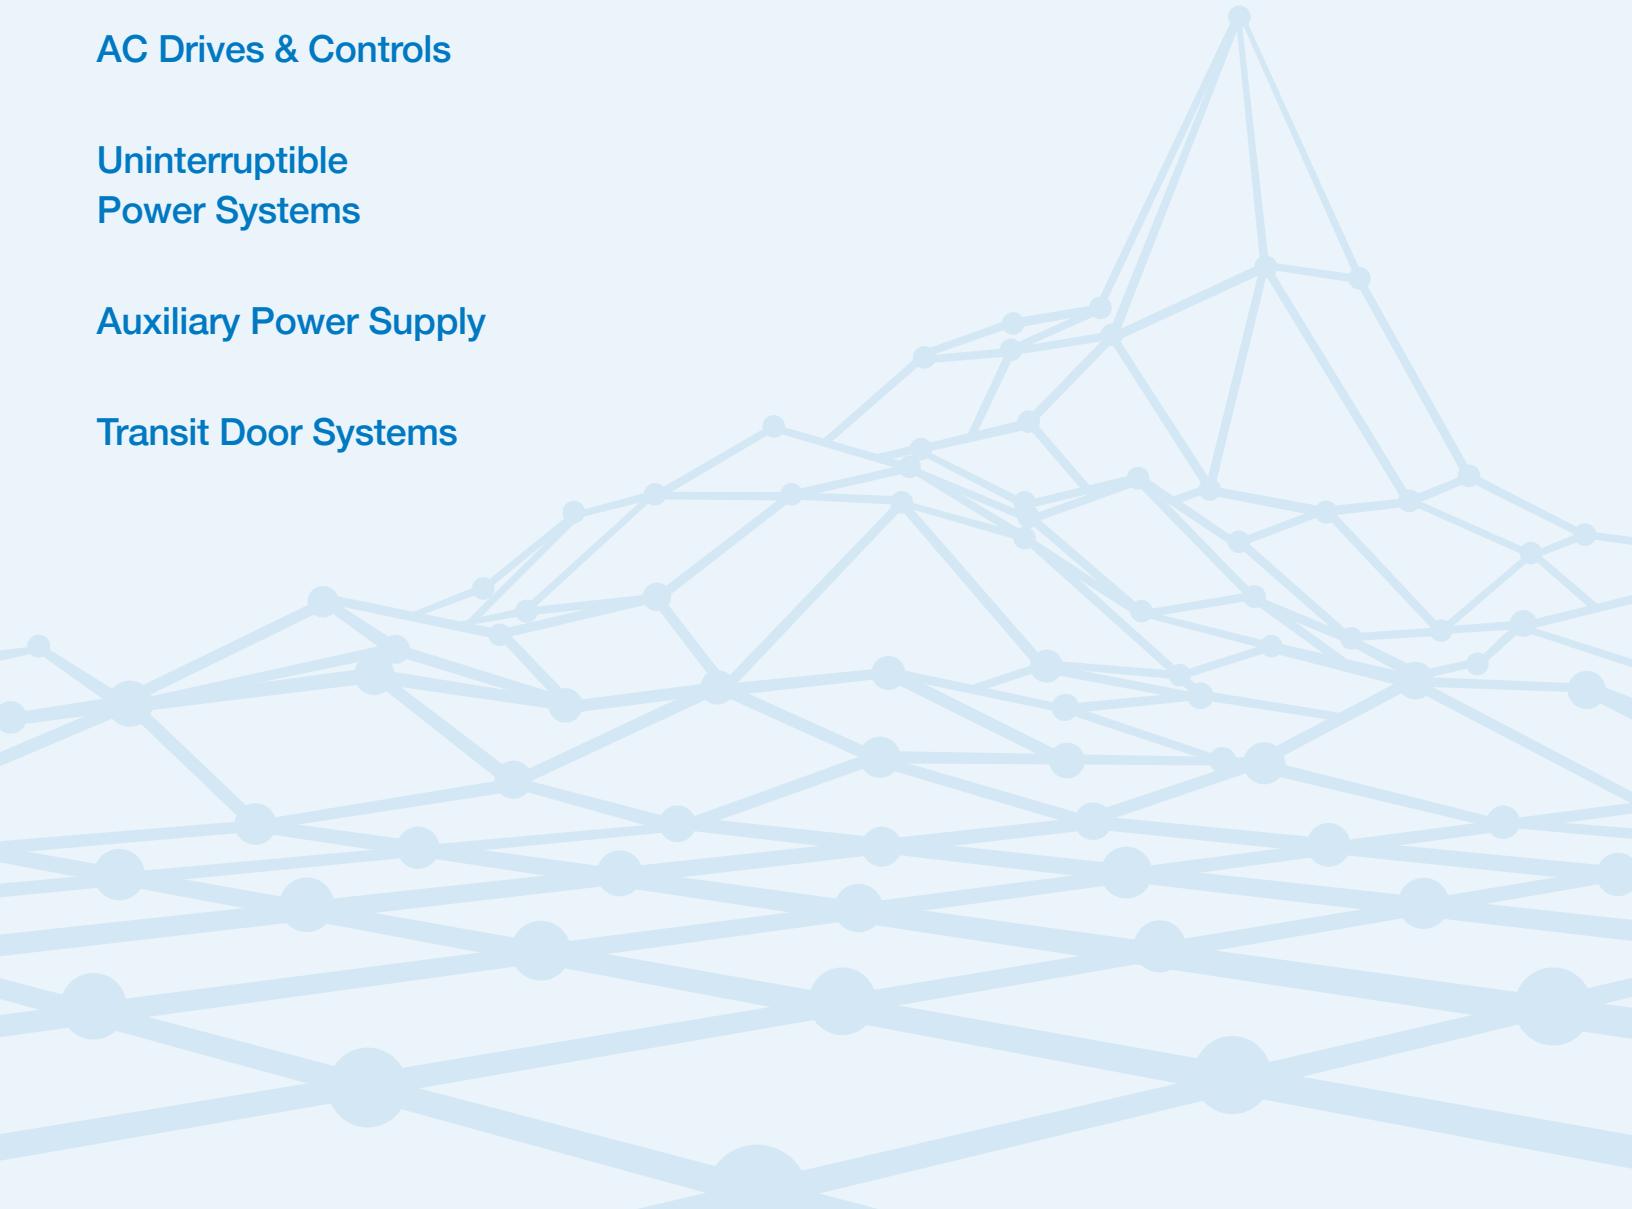 AC Drives & Controls
Uninterruptible
Power Systems
Auxiliary Power Supply
Transit Door Systems